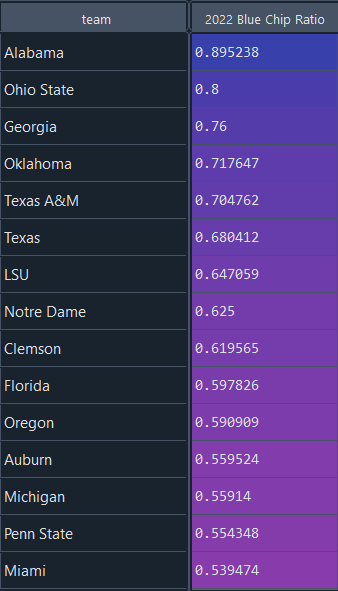 team 2022 Blue Chip Ratio
Alabama 0.895238
Ohio State 0.8
Georgia 0.76
Oklahoma 0.717647
Texas A&M 0.704762
Texas 0.680412
LSU 0.647059
Notre Dame 0.625
Clemson 0.619565
Florida 0.597826
Oregon 0.590909
Auburn 0.559524
Michigan 0.55914
Penn State 0.554348
Miami 0.539474